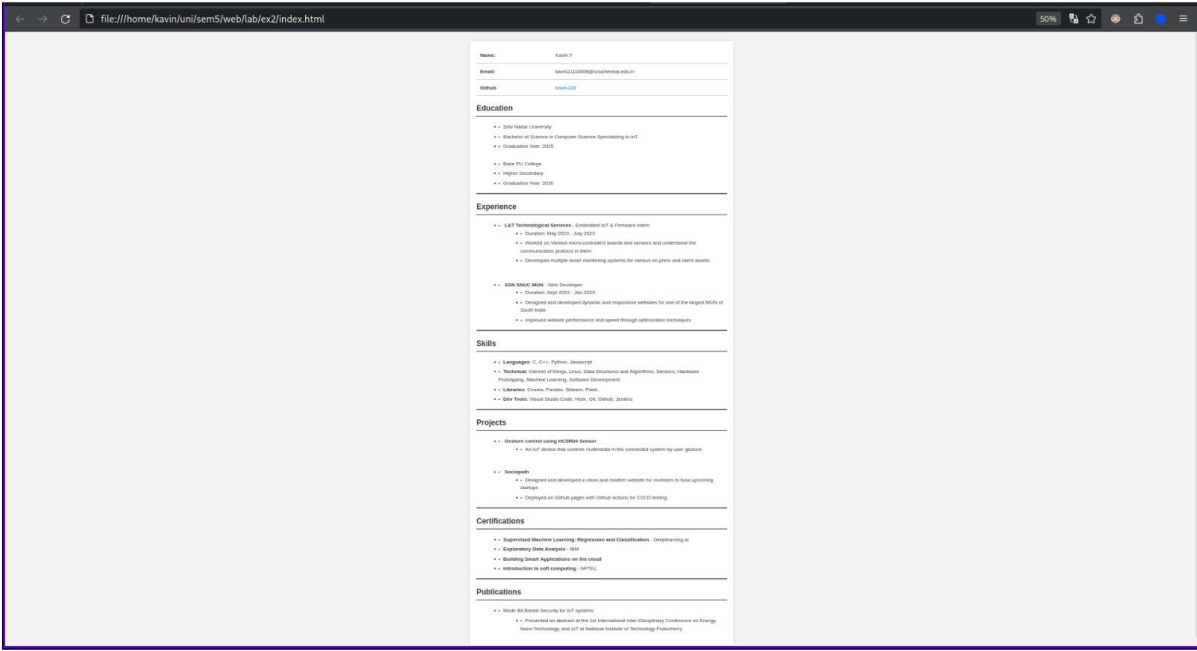 file:///home/kavin/uni/sem5/web/lab/ex2/index.html
50%
Name: Kavin.T
Email:
Github
Education
Shiv Nadar University
Bachelor of Science in Computer Science Specializing in IoT
Graduation Year: 2025
Base PU College
Higher Secondary
Graduation Year: 2020
Experience
L&T Technological Services - Embedded IoT & Firmware Intern
Duration: May 2023 - July 2023
Worked on Various micro-controllers boards and sensors and understood the
communication protocol in them
Developed multiple asset monitoring systems for various on-prem and client assets.
SSN SNUC MUN - Web Developer
Duration: Sept 2022 - Jan 2023
Designed and developed dynamic and responsive websites for one of the largest MUN of
South India
Improved website performance and speed through optimization techniques
Skills
Languages: C, C++, Python, Javascript
Technical: Internet of things, Linux, Data Structures and Algorithms, Sensors, Hardware
Prototyping, Machine Learning, Software Development
Libraries: Pandas, Sklearn, Flask,
Dev Tools: Visual Studio Code, Helix, Git, Github, Jenkins
Projects
Gesture control using HCSR04 Sensor
An IoT device that controls multimedia in the connected system by user gesture
Sociopath
Designed and developed a clean and modern website for investors to fund upcoming
startups
Deployed on Github pages with Github actions for CI/CD testing.
Certifications
Supervised Machine Learning: Regression and Classification - Deeplearning.ai
Exploratory Data Analysis - IBM
Building Smart Applications on the cloud
Introduction to soft computing - NPTEL
Publications
Mode Bit Based Security for IoT systems
Presented an abstract at the 1st International Inter-Disciplinary Conference on Energy,
Nano Technology, and IoT at National Institute of Technology Puducherry